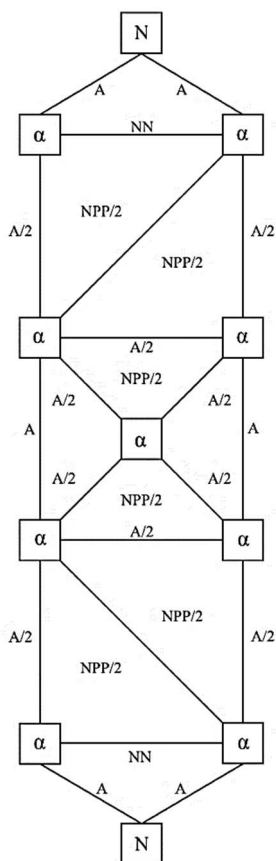 N
A A
α NN α
NPP/2
A/2 A/2
NPP/2
α α
A/2
NPP/2
A/2 A/2
A α A
A/2 A/2
NPP/2
α A/2 α
NPP/2
A/2 A/2
NPP/2
α α
NN
A A
N